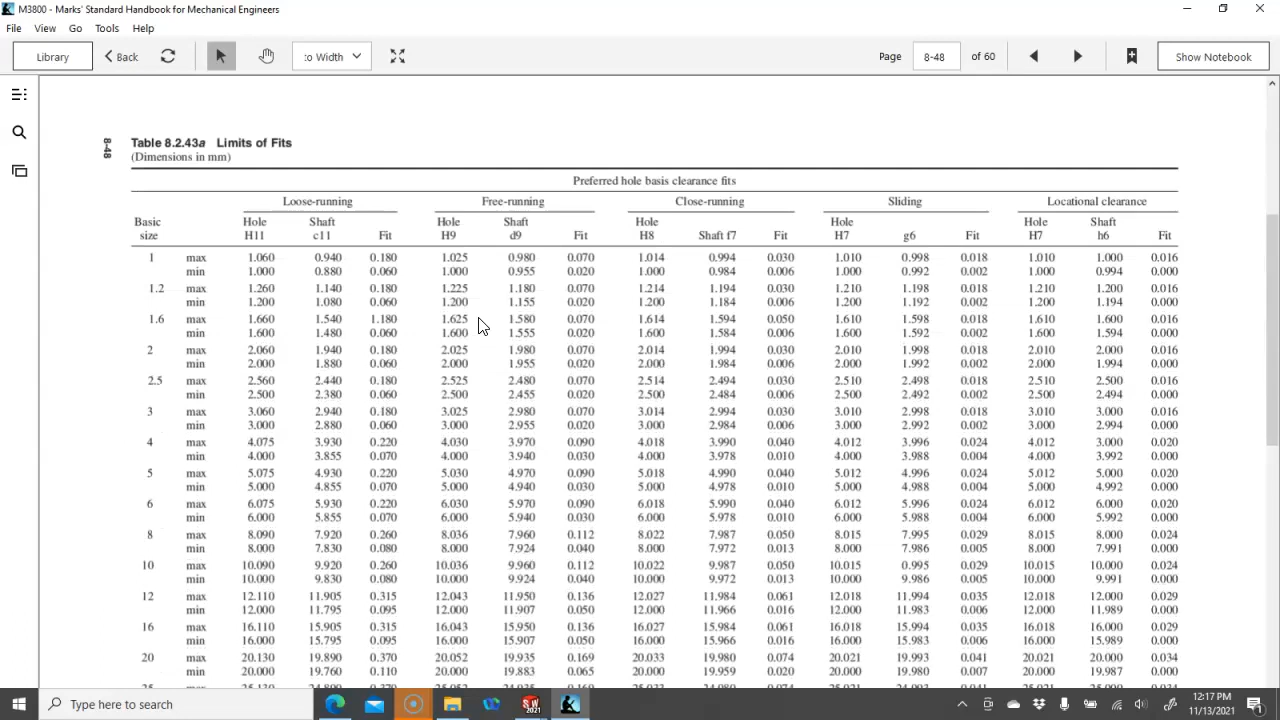 M3800 - Marks' Standard Handbook for Mechanical Engineers
File View Go Tools Help
Library Back :o Width Page 8-48 of 60 Show Notebook
8-48
Table 8.2.43a Limits of Fits
(Dimensions in mm)
Preferred hole basis clearance fits
Loose-running Free-running Close-running Sliding Locational clearance
Basic Hole Shaft Hole Shaft Hole Hole Hole Shaft
size H11 c11 Fit H9 d9 Fit H8 Shaft f7 Fit H7 g6 Fit H7 h6 Fit
1 max 1.060 0.940 0.180 1.025 0.980 0.070 1.014 0.994 0.030 1.010 0.998 0.018 1.010 1.000 0.016
min 1.000 0.880 0.060 1.000 0.955 0.020 1.000 0.984 0.006 1.000 0.992 0.002 1.000 0.994 0.000
1.2 max 1.260 1.140 0.180 1.225 1.180 0.070 1.214 1.194 0.030 1.210 1.198 0.018 1.210 1.200 0.016
min 1.200 1.080 0.060 1.200 1.155 0.020 1.200 1.184 0.006 1.200 1.192 0.002 1.200 1.194 0.000
1.6 max 1.660 1.540 1.180 1.625 1.580 0.070 1.614 1.594 0.050 1.610 1.598 0.018 1.610 1.600 0.016
min 1.600 1.480 0.060 1.600 1.555 0.020 1.600 1.584 0.006 1.600 1.592 0.002 1.600 1.594 0.000
2 max 2.060 1.940 0.180 2.025 1.980 0.070 2.014 1.994 0.030 2.010 1.998 0.018 2.010 2.000 0.016
min 2.000 1.880 0.060 2.000 1.955 0.020 2.000 1.984 0.006 2.000 1.992 0.002 2.000 1.994 0.000
2.5 max 2.560 2.440 0.180 2.525 2.480 0.070 2.514 2.494 0.030 2.510 2.498 0.018 2.510 2.500 0.016
min 2.500 2.380 0.060 2.500 2.455 0.020 2.500 2.484 0.006 2.500 2.492 0.002 2.500 2.494 0.000
3 max 3.060 2.940 0.180 3.025 2.980 0.070 3.014 2.994 0.030 3.010 2.998 0.018 3.010 3.000 0.016
min 3.000 2.880 0.060 3.000 2.955 0.020 3.000 2.984 0.006 3.000 2.992 0.002 3.000 2.994 0.000
4 max 4.075 3.930 0.220 4.030 3.970 0.090 4.018 3.990 0.040 4.012 3.996 0.024 4.012 3.000 0.020
min 4.000 3.855 0.070 4.000 3.940 0.030 4.000 3.978 0.010 4.000 3.988 0.004 4.000 3.992 0.000
5 max 5.075 4.930 0.220 5.030 4.970 0.090 5.018 4.990 0.040 5.012 4.996 0.024 5.012 5.000 0.020
min 5.000 4.855 0.070 5.000 4.940 0.030 5.000 4.978 0.010 5.000 4.988 0.004 5.000 4.992 0.000
6 max 6.075 5.930 0.220 6.030 5.970 0.090 6.018 5.990 0.040 6.012 5.996 0.024 6.012 6.000 0.020
min 6.000 5.855 0.070 6.000 5.940 0.030 6.000 5.978 0.010 6.000 5.988 0.004 6.000 5.992 0.000
8 max 8.090 7.920 0.260 8.036 7.960 0.112 8.022 7.987 0.050 8.015 7.995 0.029 8.015 8.000 0.024
min 8.000 7.830 0.080 8.000 7.924 0.040 8.000 7.972 0.013 8.000 7.986 0.005 8.000 7.991 0.000
10 max 10.090 9.920 0.260 10.036 9.960 0.112 10.022 9.987 0.050 10.015 0.995 0.029 10.015 10.000 0.024
min 10.000 9.830 0.080 10.000 9.924 0.040 10.000 9.972 0.013 10.000 9.986 0.005 10.000 9.991 0.000
12 max 12.110 11.905 0.315 12.043 11.950 0.136 12.027 11.984 0.061 12.018 11.994 0.035 12.018 12.000 0.029
min 12.000 11.795 0.095 12.000 11.907 0.050 12.000 11.966 0.016 12.000 11.983 0.006 12.000 11.989 0.000
16 max 16.110 15.905 0.315 16.043 15.950 0.136 16.027 15.984 0.061 16.018 15.994 0.035 16.018 16.000 0.029
min 16.000 15.795 0.095 16.000 15.907 0.050 16.000 15.966 0.016 16.000 15.983 0.006 16.000 15.989 0.000
20 max 20.130 19.890 0.370 20.052 19.935 0.169 20.033 19.980 0.074 20.021 19.993 0.041 20.021 20.000 0.034
min 20.000 19.760 0.110 20.000 19.883 0.065 20.000 19.959 0.020 20.000 19.980 0.007 20.000 19.987 0.000
Type here to search 12:17 PM
11/13/2021